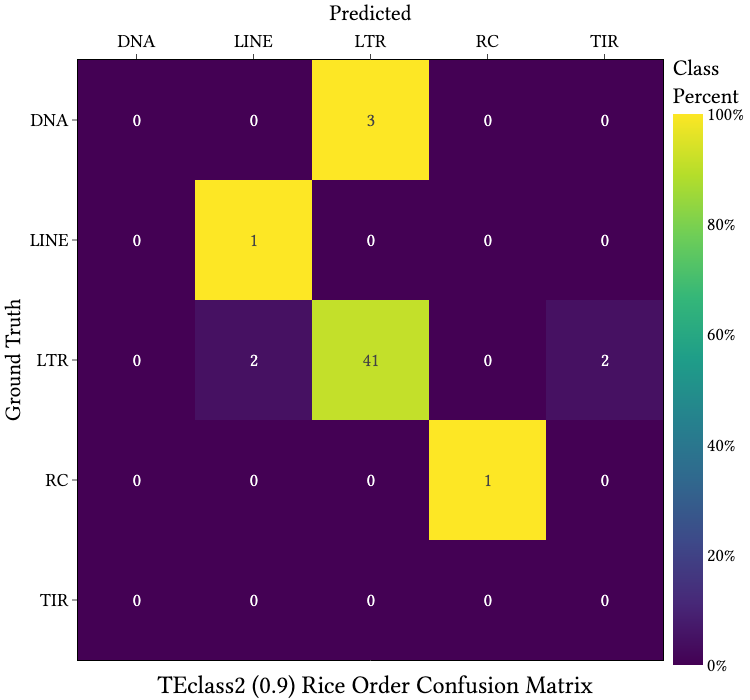 Predicted
DNA LINE LTR RC TIR
Class
Percent
100%
DNA 0 0 3 0 0
80%
LINE 0 1 0 0 0
60%
Ground Truth
LTR 0 2 41 0 2
40%
RC 0 0 0 1 0
20%
TIR 0 0 0 0 0
0%
TEclass2 (0.9) Rice Order Confusion Matrix